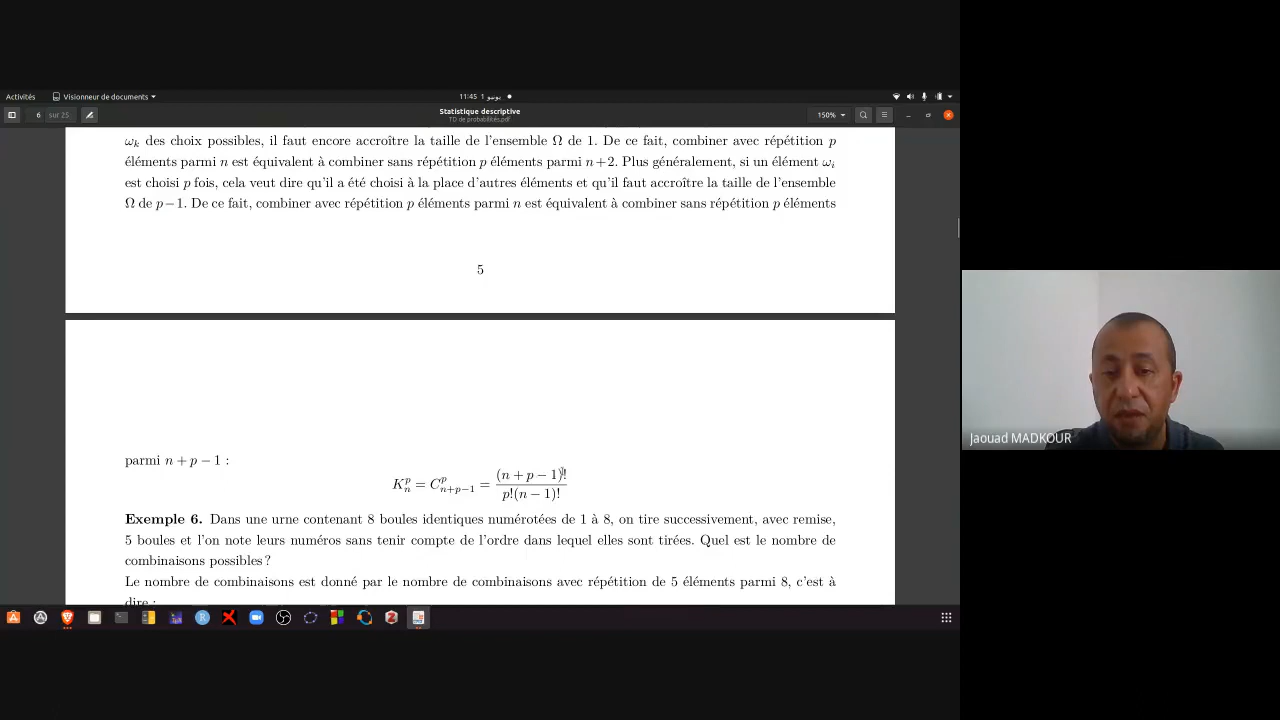 Activités
Visionneur de documents
11:45 يونيو 1
6 sur 25
Statistique descriptive
TD de probabilités.pdf
150%
ωk des choix possibles, il faut encore accroître la taille de l'ensemble Ω de 1. De ce fait, combiner avec répétition p
éléments parmi n est équivalent à combiner sans répétition p éléments parmi n+2. Plus généralement, si un élément ωi
est choisi p fois, cela veut dire qu'il a été choisi à la place d'autres éléments et qu'il faut accroître la taille de l'ensemble
Ω de p−1. De ce fait, combiner avec répétition p éléments parmi n est équivalent à combiner sans répétition p éléments
5
parmi n + p − 1 :
K_n^p = C_{n+p−1}^p = (n + p − 1)! / p!(n − 1)!
Exemple 6. Dans une urne contenant 8 boules identiques numérotées de 1 à 8, on tire successivement, avec remise,
5 boules et l'on note leurs numéros sans tenir compte de l'ordre dans lequel elles sont tirées. Quel est le nombre de
combinaisons possibles ?
Le nombre de combinaisons est donné par le nombre de combinaisons avec répétition de 5 éléments parmi 8, c'est à
dire :
Jaouad MADKOUR